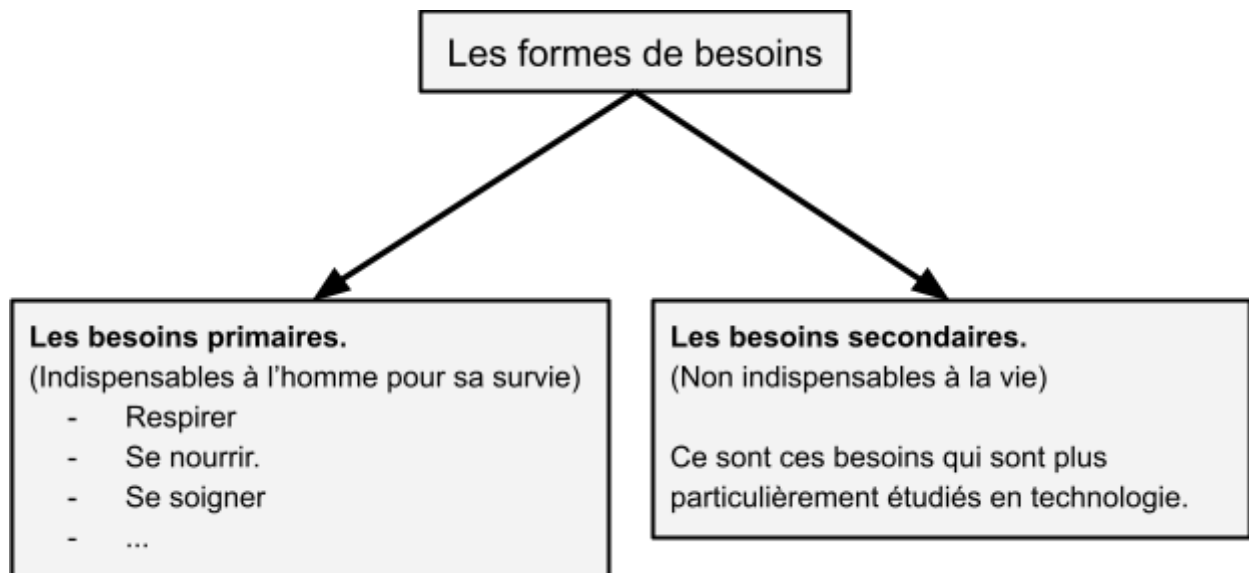 Les formes de besoins
Les besoins primaires.
(Indispensables à l'homme pour sa survie)
- Respirer
- Se nourrir.
- Se soigner
- ...
Les besoins secondaires.
(Non indispensables à la vie)
Ce sont ces besoins qui sont plus
particulièrement étudiés en technologie.